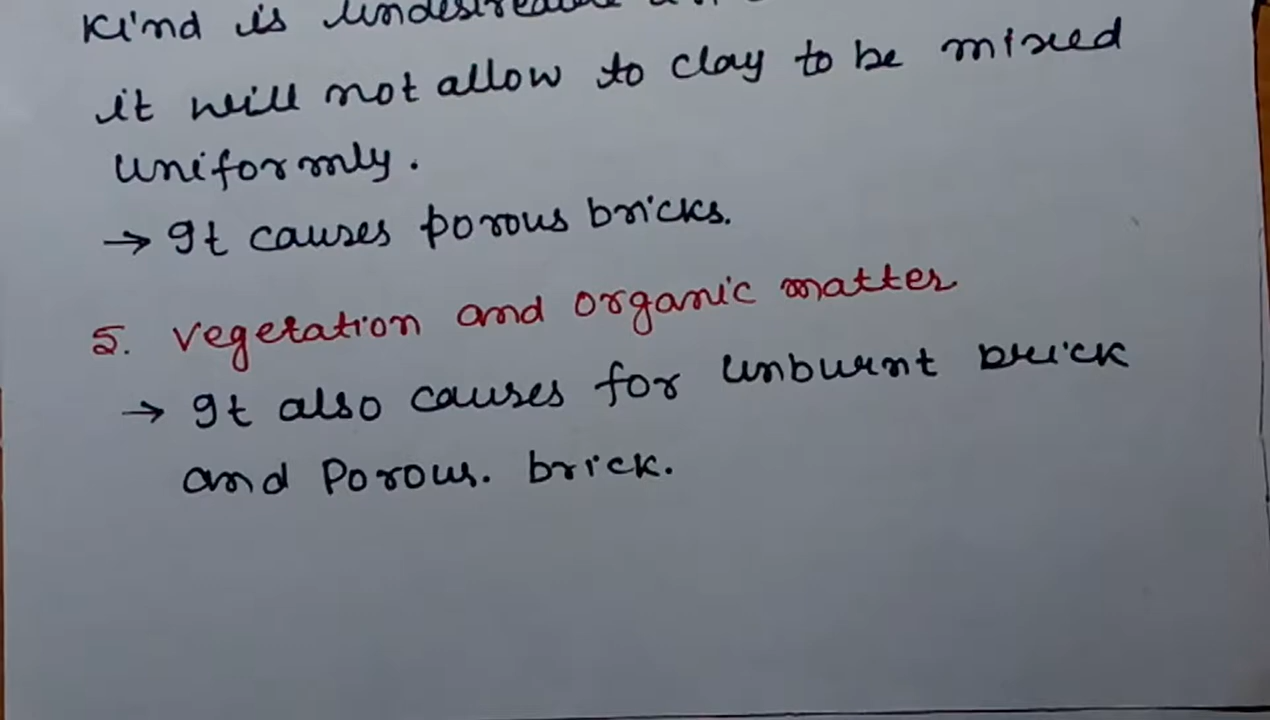 kind is
it will not allow to clay to be mixed
uniformly.
→ It causes porous bricks.
5. vegetation and organic matter
→ It also causes for unburnt brick
and Porous. brick.